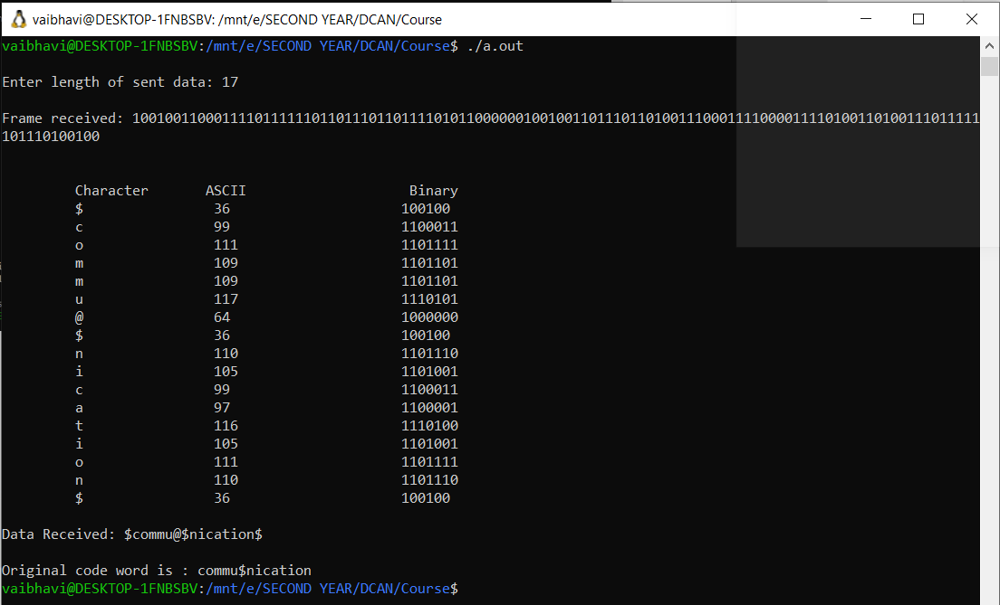 vaibhavi@DESKTOP-1FNBSBV: /mnt/e/SECOND YEAR/DCAN/Course
vaibhavi@DESKTOP-1FNBSBV:/mnt/e/SECOND YEAR/DCAN/Course$ ./a.out
Enter length of sent data: 17
Frame received: 10010011000111101111110110111011011110101100000010010011011101101001110001111000011110100110100111011111
101110100100
Character ASCII Binary
$ 36 100100
c 99 1100011
o 111 1101111
m 109 1101101
m 109 1101101
u 117 1110101
@ 64 1000000
$ 36 100100
n 110 1101110
i 105 1101001
c 99 1100011
a 97 1100001
t 116 1110100
i 105 1101001
o 111 1101111
n 110 1101110
$ 36 100100
Data Received: $commu@$nication$
Original code word is : commu$nication
vaibhavi@DESKTOP-1FNBSBV:/mnt/e/SECOND YEAR/DCAN/Course$